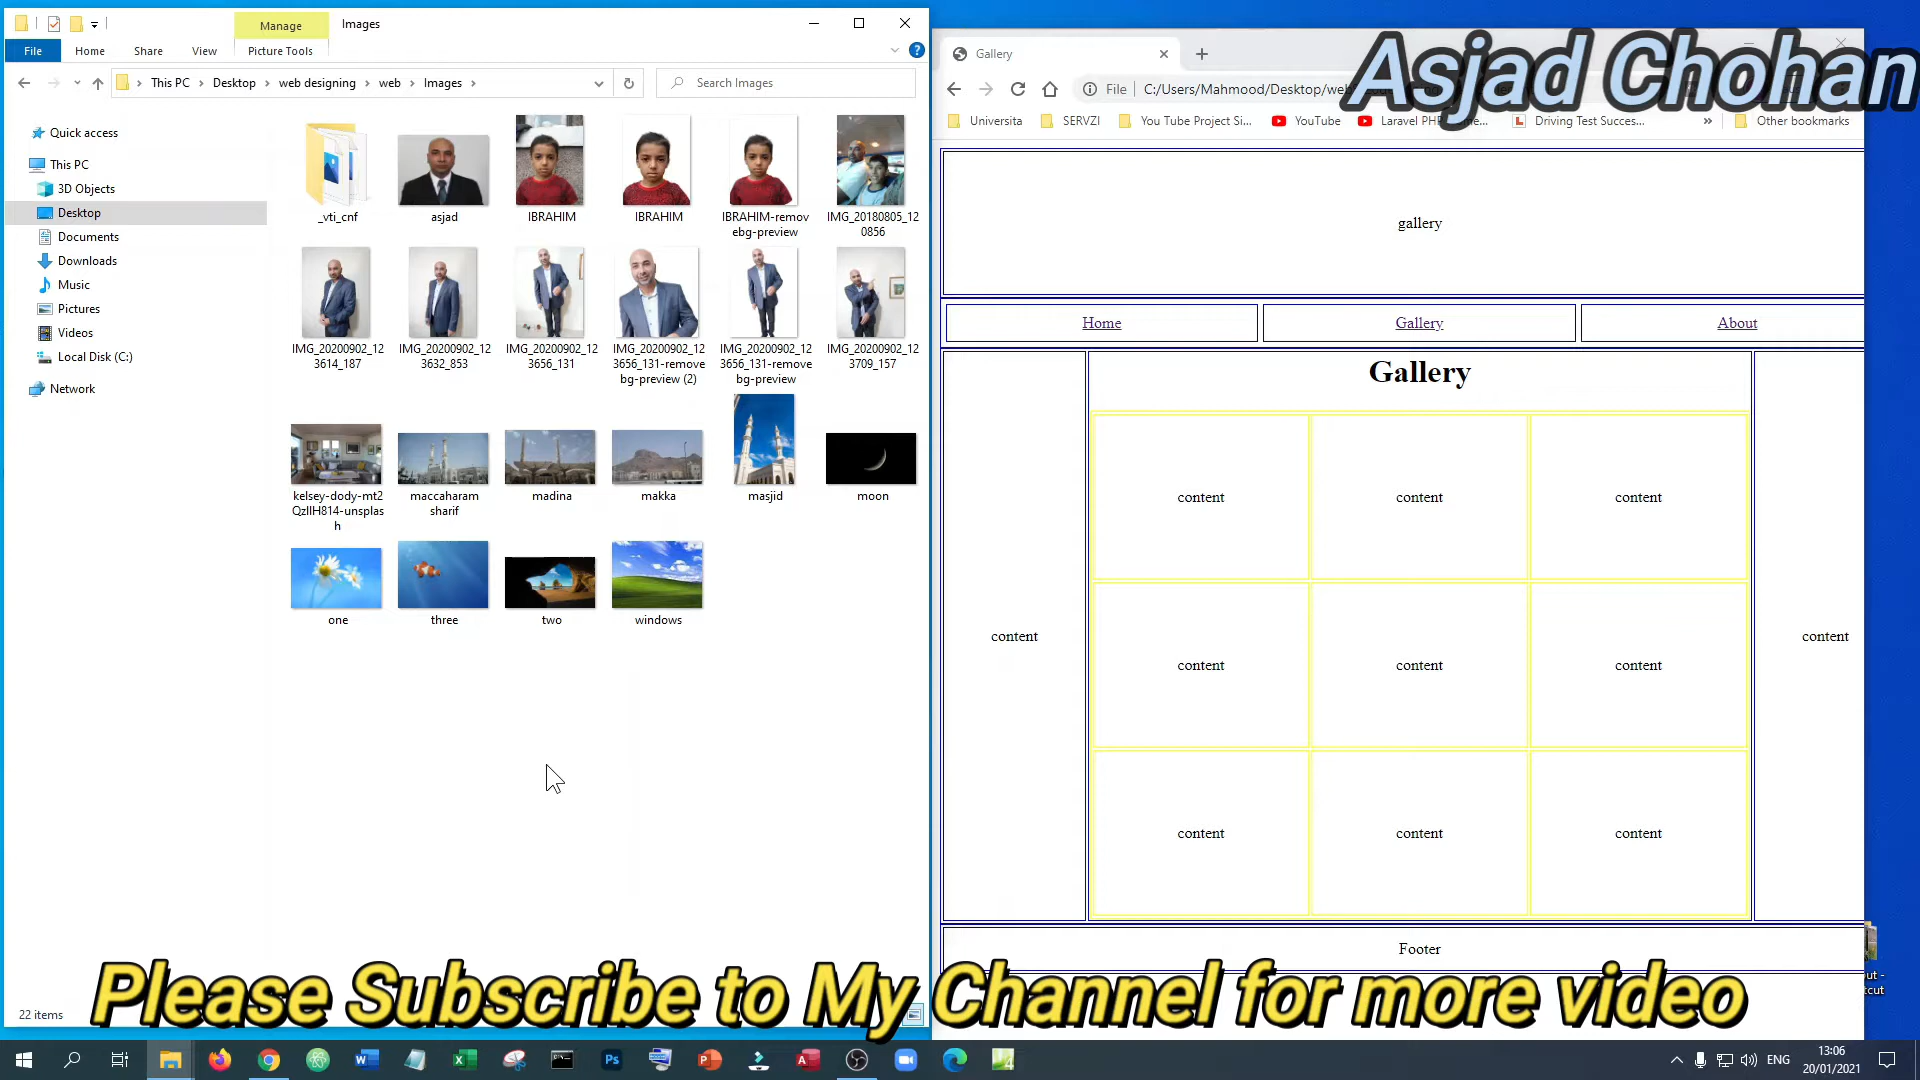 Manage
Images
File
Home
Share
View
Picture Tools
This PC
Desktop
web designing
web
Images
Search Images
Quick access
This PC
3D Objects
Desktop
Documents
Downloads
Music
Pictures
Videos
Local Disk (C:)
Network
_vti_cnf
asjad
IBRAHIM
IBRAHIM
IBRAHIM-remov
ebg-preview
IMG_20180805_12
0856
IMG_20200902_12
3614_187
IMG_20200902_12
3632_853
IMG_20200902_12
3656_131
IMG_20200902_12
3656_131-remove
bg-preview (2)
IMG_20200902_12
3656_131-remove
bg-preview
IMG_20200902_12
3709_157
kelsey-dody-mt2
QzIIH814-unsplas
h
maccaharam
sharif
madina
makka
masjid
moon
one
three
two
windows
22 items
Gallery
File
C:/Users/Mahmood/Desktop/web
Asjad Chohan
Universita
SERVZI
You Tube Project Si...
YouTube
Laravel PHP
Driving Test Succes...
Other bookmarks
gallery
Home
Gallery
About
Gallery
content
content
content
content
content
content
content
content
content
content
content
Footer
Please Subscribe to My Channel for more video
ENG
13:06
20/01/2021